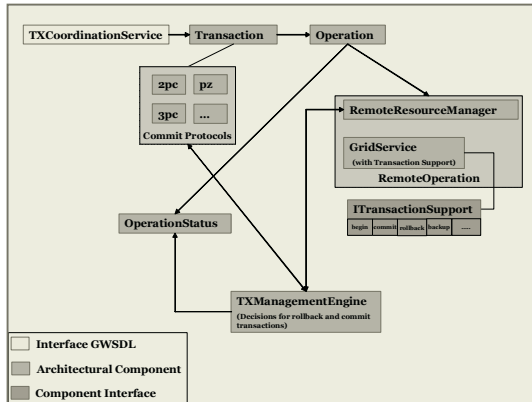 TXCoordinationService
Transaction
Operation
2pc
pz
3pc
...
Commit Protocols
RemoteResourceManager
GridService
(with Transaction Support)
RemoteOperation
ITransactionSupport
begin
commit
rollback
backup
....
OperationStatus
TXManagementEngine
(Decisions for rollback and commit
transactions)
Interface GWSDL
Architectural Component
Component Interface